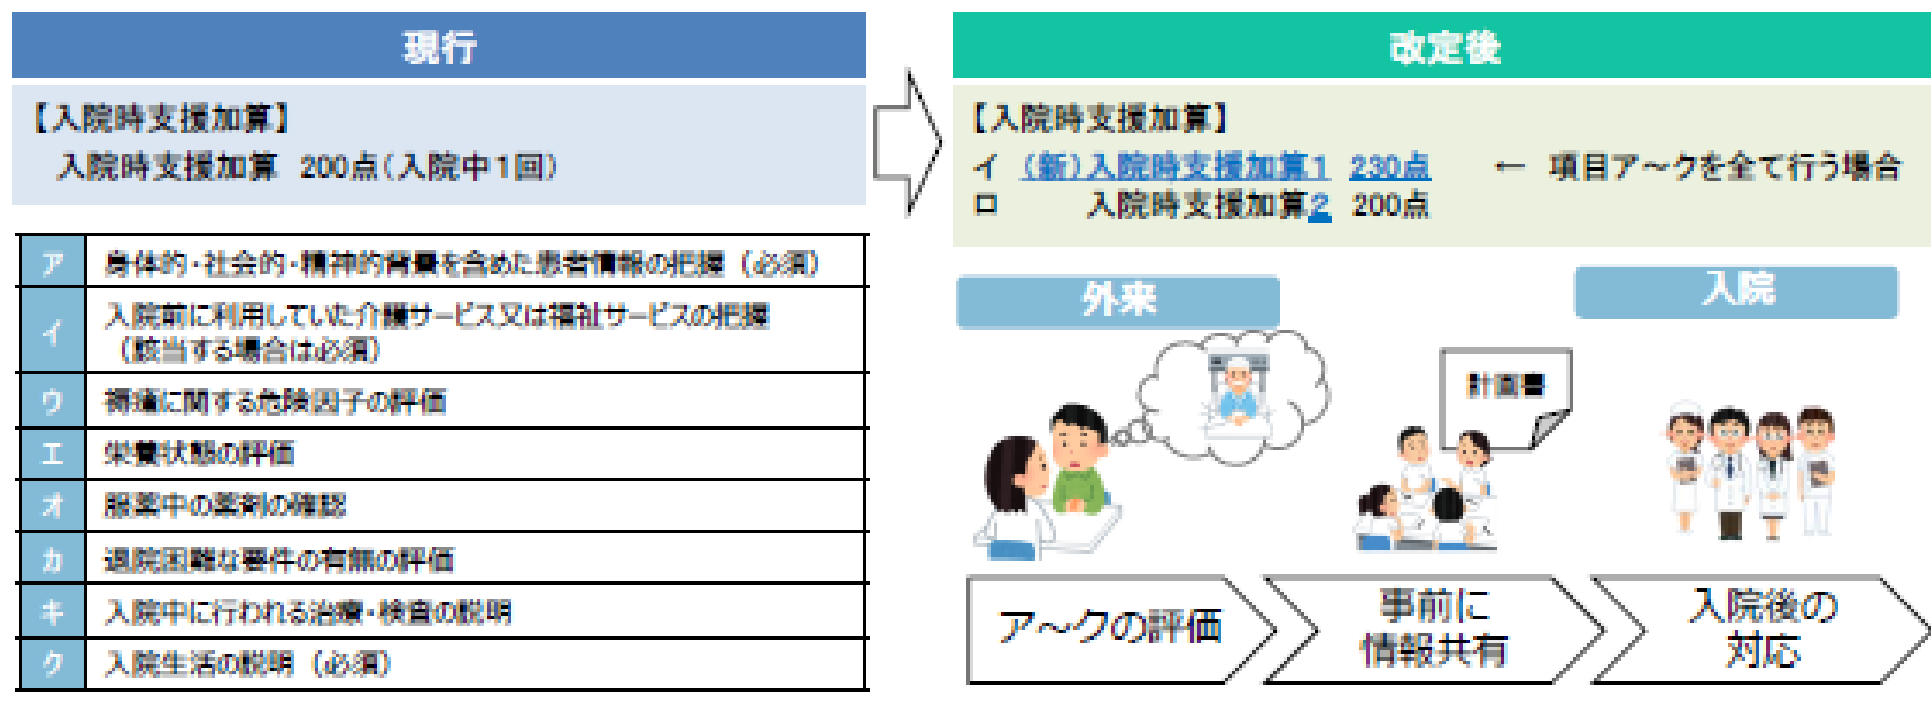 現行
【入院時支援加算】
入院時支援加算 200点(入院中1回)
ア 身体的・社会的・精神的背景を含めた患者情報の把握（必須）
イ 入院前に利用していた介護サービス又は福祉サービスの把握
（該当する場合は必須）
ウ 褥瘡に関する危険因子の評価
エ 栄養状態の評価
オ 服薬中の薬剤の確認
カ 退院困難な要件の有無の評価
キ 入院中に行われる治療・検査の説明
ク 入院生活の説明（必須）
改定後
【入院時支援加算】
イ （新）入院時支援加算1 230点 ← 項目ア～クを全て行う場合
ロ 入院時支援加算2 200点
外来
入院
計画書
ア～クの評価
事前に
情報共有
入院後の
対応